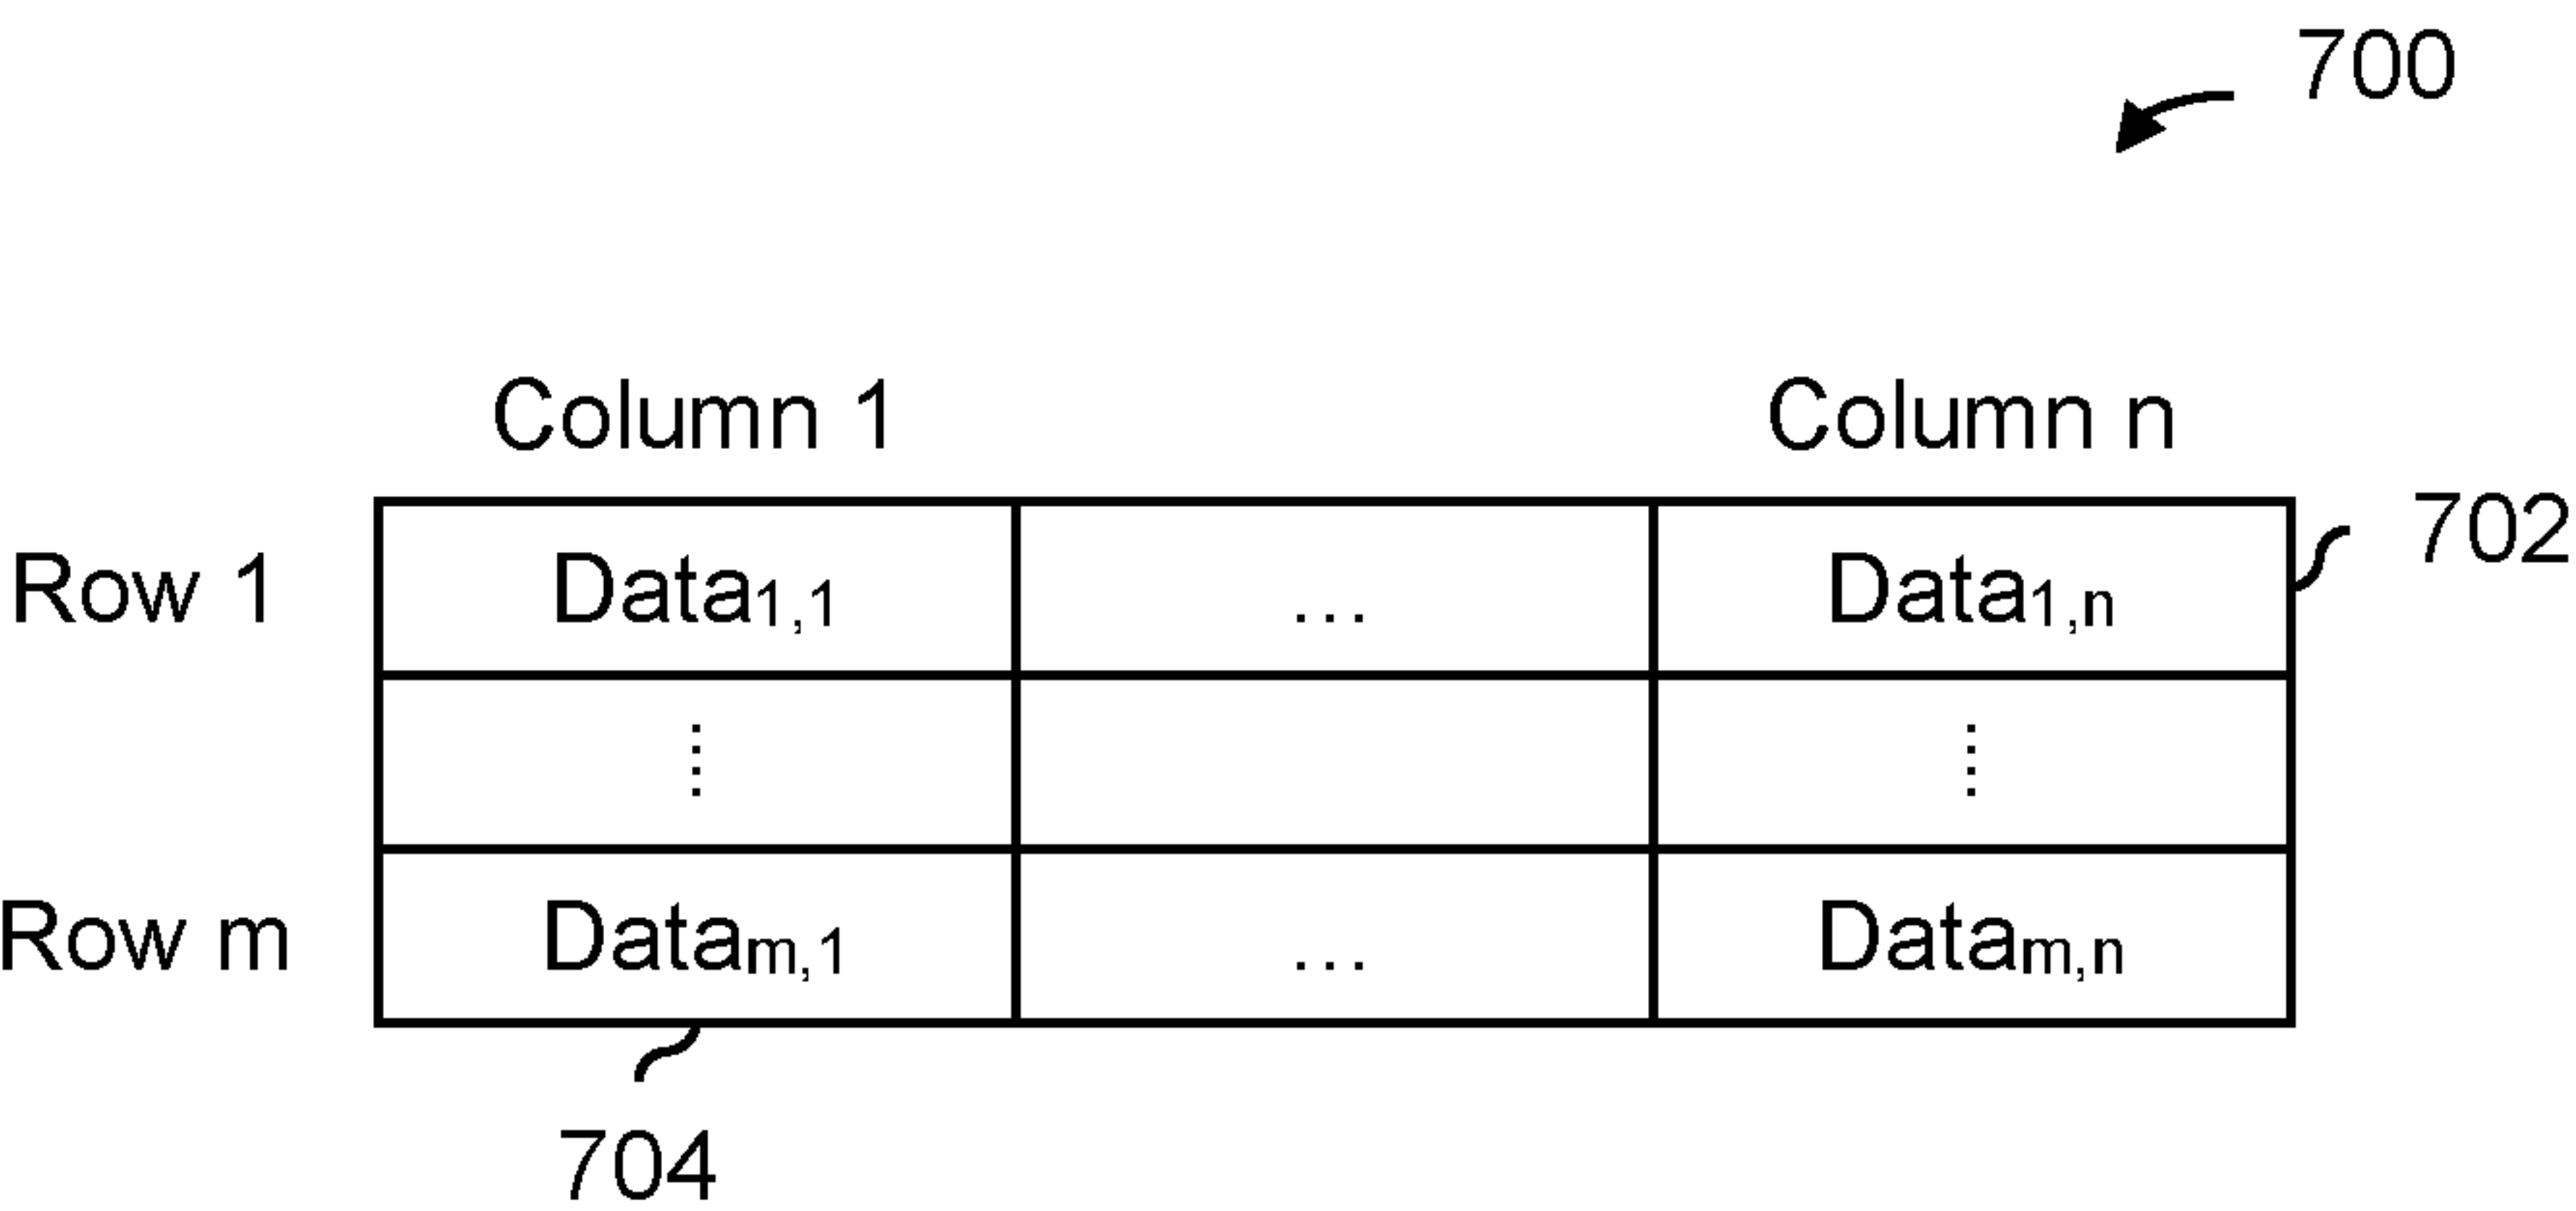 700
Column 1 Column n
702
Row 1 Data1,1 ... Data1,n
⋮ ⋮
Row m Datam,1 ... Datam,n
704